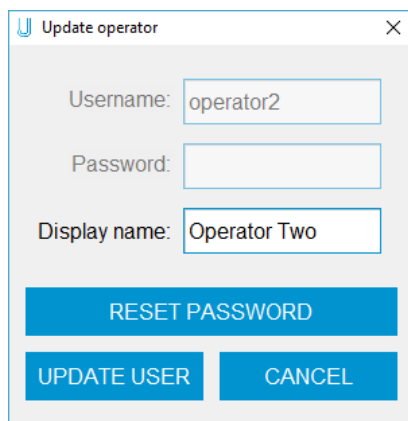 Update operator
Username: operator2
Password:
Display name: Operator Two
RESET PASSWORD
UPDATE USER CANCEL